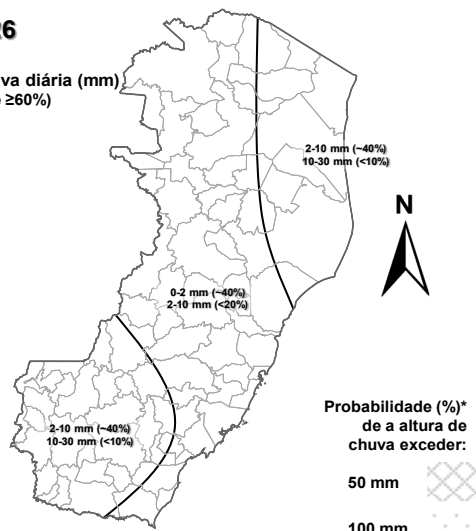 26
va diária (mm)
≥60%)
2-10 mm (~40%)
10-30 mm (<10%)
N
0-2 mm (~40%)
2-10 mm (<20%)
2-10 mm (~40%)
10-30 mm (<10%)
Probabilidade (%)*
de a altura de
chuva exceder:
50 mm
100 mm